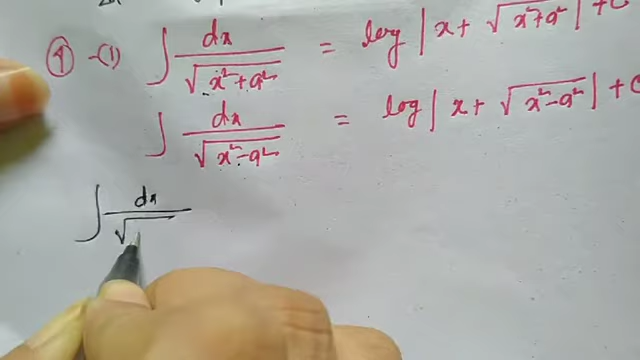 ④ -(1) ∫ dx / √(x²+a²) = log | x + √(x²+a²) | + C
∫ dx / √(x²-a²) = log | x + √(x²-a²) | + C
∫ dx / √